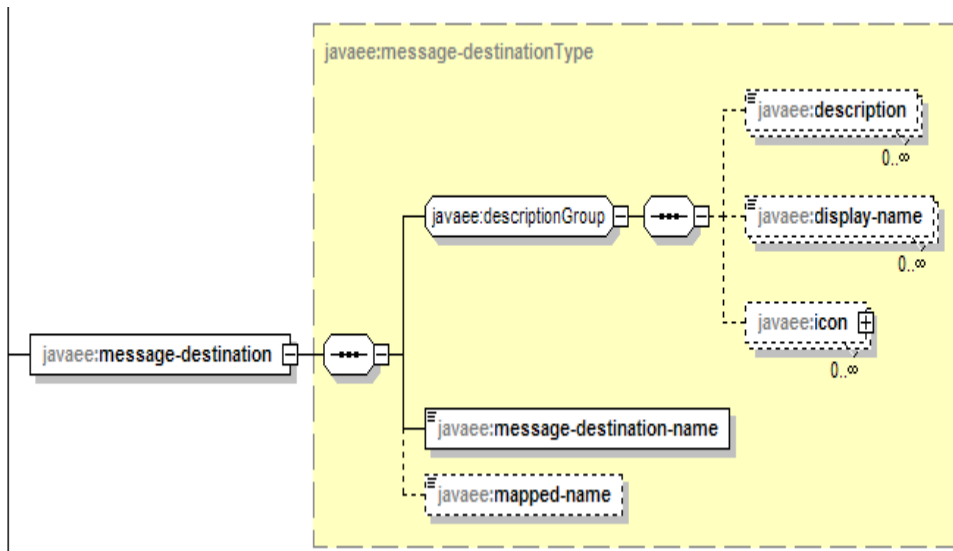 javaee:message-destinationType
javaee:description
0..∞
javaee:descriptionGroup
javaee:display-name
0..∞
javaee:icon
0..∞
javaee:message-destination
javaee:message-destination-name
javaee:mapped-name